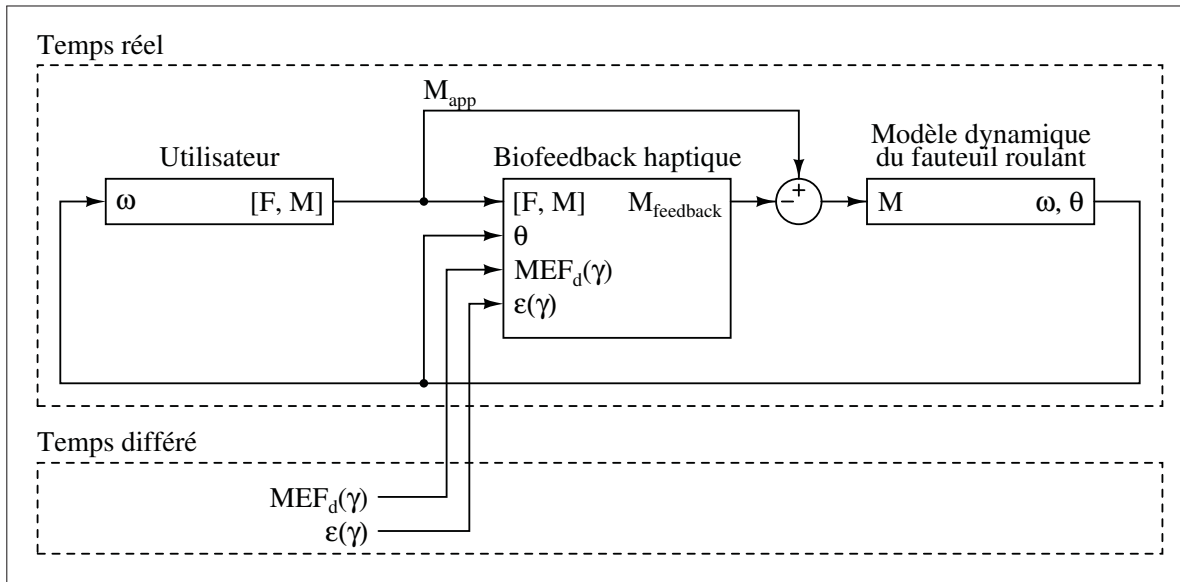 Temps réel
M_app
Utilisateur
ω [F, M]
Biofeedback haptique
[F, M] M_feedback
θ
MEF_d(γ)
ε(γ)
+
−
Modèle dynamique
du fauteuil roulant
M ω, θ
Temps différé
MEF_d(γ)
ε(γ)